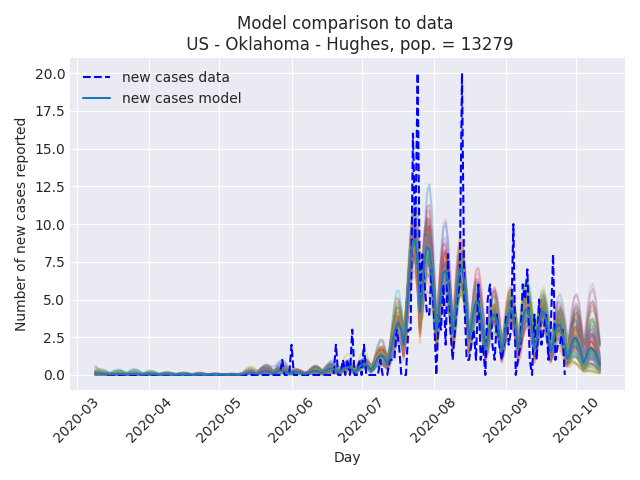 Model comparison to data
US - Oklahoma - Hughes, pop. = 13279
new cases data
new cases model
Number of new cases reported
20.0
17.5
15.0
12.5
10.0
7.5
5.0
2.5
0.0
2020-03
2020-04
2020-05
2020-06
2020-07
2020-08
2020-09
2020-10
Day